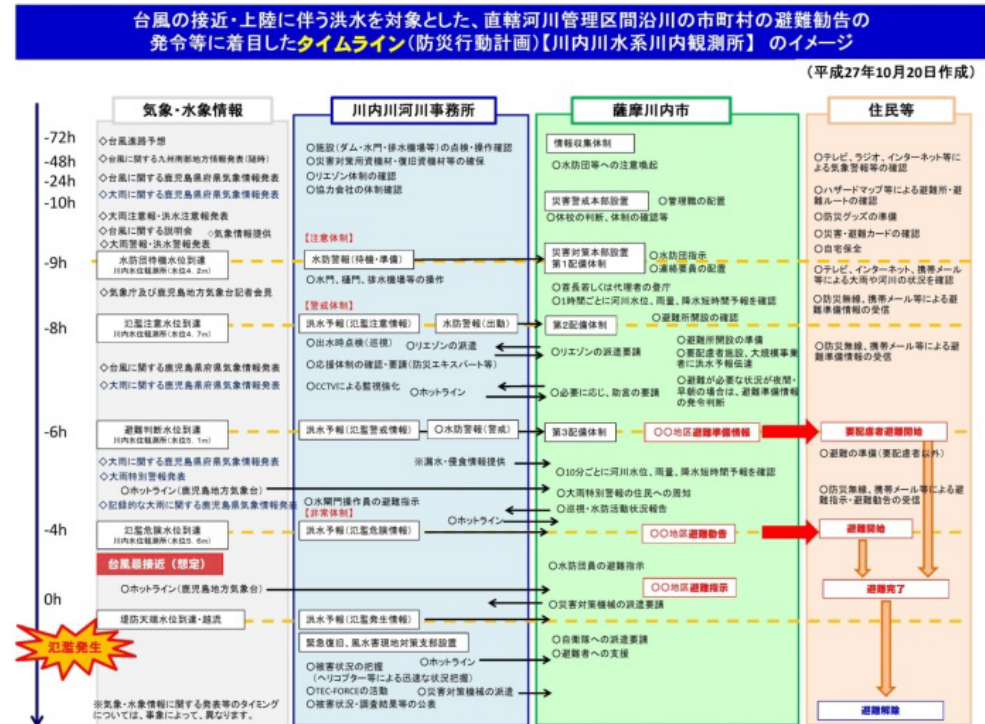 台風の接近・上陸に伴う洪水を対象とした、直轄河川管理区間沿川の市町村の避難勧告の
発令等に着目したタイムライン(防災行動計画)【川内川水系川内観測所】 のイメージ
(平成27年10月20日作成)
気象・水象情報
川内川河川事務所
薩摩川内市
住民等
-72h
-48h
-24h
-10h
-9h
-8h
-6h
-4h
0h
氾濫発生
◇台風進路予想
◇台風に関する九州南部地方情報発表(随時)
◇台風に関する鹿児島県府県気象情報発表
◇大雨に関する鹿児島県府県気象情報発表
◇大雨注意報・洪水注意報発表
◇台風に関する説明会 ◇気象情報提供
◇大雨警報・洪水警報発表
水防団待機水位到達
川内水位観測所(水位4.2m)
◇気象庁及び鹿児島地方気象台記者会見
氾濫注意水位到達
川内水位観測所(水位4.7m)
◇台風に関する鹿児島県府県気象情報発表
◇大雨に関する鹿児島県府県気象情報発表
避難判断水位到達
川内水位観測所(水位5.1m)
◇大雨に関する鹿児島県府県気象情報発表
◇大雨特別警報発表
○ホットライン(鹿児島地方気象台)
◇記録的な大雨に関する鹿児島県気象情報発表
氾濫危険水位到達
川内水位観測所(水位5.6m)
台風最接近(想定)
○ホットライン(鹿児島地方気象台)
堤防天端水位到達・越流
※気象・水象情報に関する発表等のタイミング
については、事象によって、異なります。
○施設(ダム・水門・排水機場等)の点検・操作確認
○災害対策用資機材・復旧資機材等の確保
○リエゾン体制の確認
○協力会社の体制確認
【注意体制】
水防警報(待機・準備)
○水門、樋門、排水機場等の操作
【警戒体制】
洪水予報(氾濫注意情報)
水防警報(出動)
○出水時点検(巡視)
○リエゾンの派遣
○応援体制の確認・要請(防災エキスパート等)
○CCTVによる監視強化
○ホットライン
洪水予報(氾濫警戒情報)
○水防警報(警戒)
※漏水・侵食情報提供
○水閘門操作員の避難指示
【非常体制】
○ホットライン
洪水予報(氾濫危険情報)
洪水予報(氾濫発生情報)
緊急復旧、風水害現地対策支部設置
○ホットライン
○被害状況の把握
(ヘリコプター等による迅速な状況把握)
○TEC-FORCEの活動
○災害対策機械の派遣
○被害状況・調査結果等の公表
情報収集体制
○水防団等への注意喚起
災害警戒本部設置
○管理職の配置
○休校の判断、体制の確認等
災害対策本部設置
第1配備体制
○水防団指示
○連絡要員の配置
○首長若しくは代理者の登庁
○1時間ごとに河川水位、雨量、降水短時間予報を確認
○避難所開設の確認
第2配備体制
○避難所開設の準備
○リエゾンの派遣要請
○要配慮者施設、大規模事業
者に洪水予報伝達
○必要に応じ、助言の要請
○避難が必要な状況が夜間・
早朝の場合は、避難準備情報
の発令判断
第3配備体制
○○地区避難準備情報
○10分ごとに河川水位、雨量、降水短時間予報を確認
○大雨特別警報の住民への周知
○巡視・水防活動状況報告
○○地区避難勧告
○水防団員の避難指示
○○地区避難指示
○災害対策機械の派遣要請
○自衛隊への派遣要請
○避難者への支援
○テレビ、ラジオ、インターネット等に
よる気象警報等の確認
○ハザードマップ等による避難所・避
難ルートの確認
○防災グッズの準備
○災害・避難カードの確認
○自宅保全
○テレビ、インターネット、携帯メール
等による大雨や河川の状況を確認
○防災無線、携帯メール等による避
難準備情報の受信
○防災無線、携帯メール等による避
難準備情報の受信
要配慮者避難開始
○避難の準備(要配慮者以外)
○防災無線、携帯メール等による避
難指示・避難勧告の受信
避難開始
避難完了
避難解除